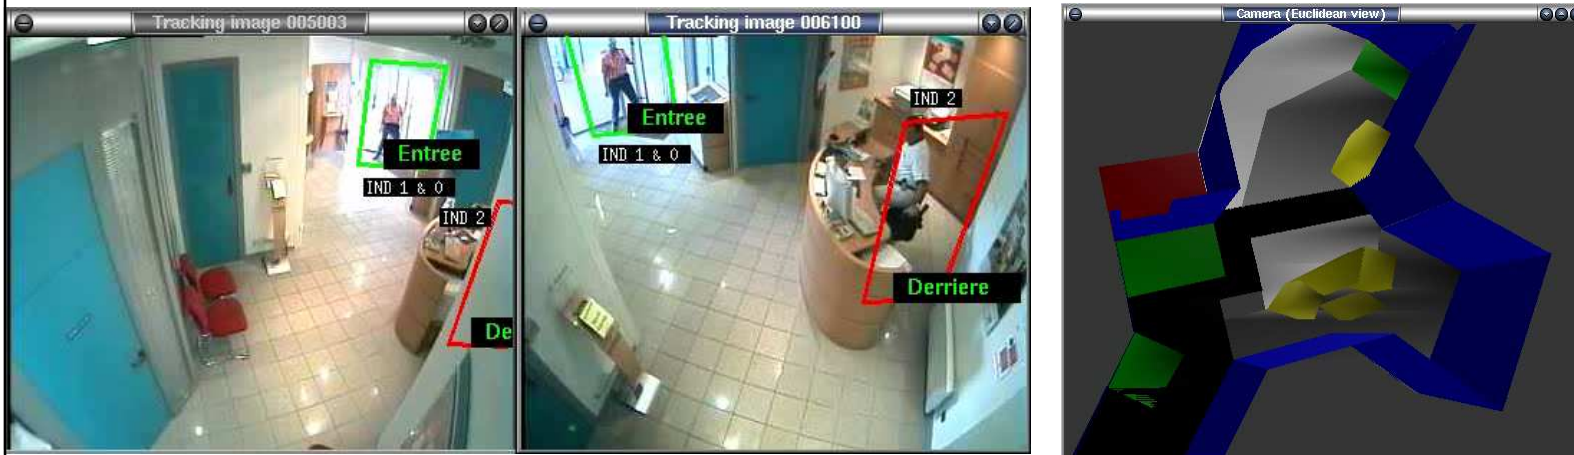 Tracking image 005003
Entree
IND 1 & 0
IND 2
De
Tracking image 006100
IND 2
Entree
IND 1 & 0
Derriere
Camera (Euclidean view)